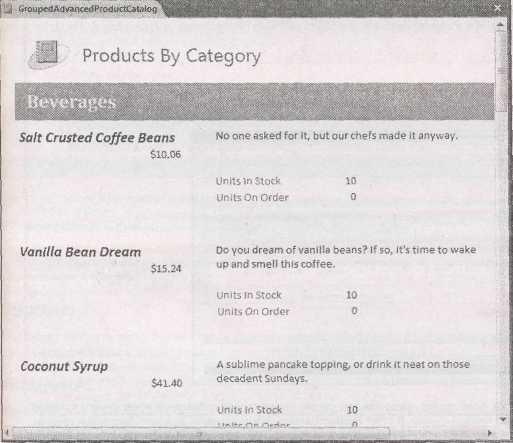 GroupedAdvancedProductCatalog
Products By Category
Beverages
Salt Crusted Coffee Beans
$10.06
No one asked for it, but our chefs made it anyway.
Units In Stock 10
Units On Order 0
Vanilla Bean Dream
$15.24
Do you dream of vanilla beans? If so, it's time to wake
up and smell this coffee.
Units In Stock 10
Units On Order 0
Coconut Syrup
$41.40
A sublime pancake topping, or drink it neat on those
decadent Sundays.
Units In Stock 10
Units On Order 0